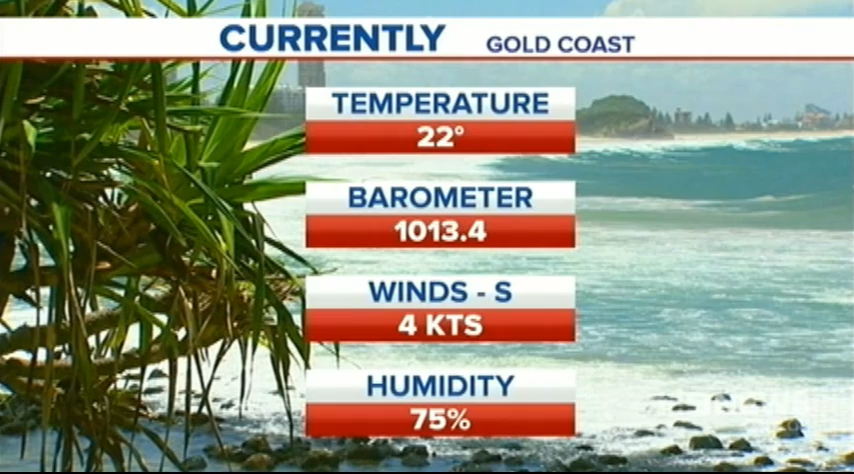 CURRENTLY GOLD COAST
TEMPERATURE
22°
BAROMETER
1013.4
WINDS - S
4 KTS
HUMIDITY
75%